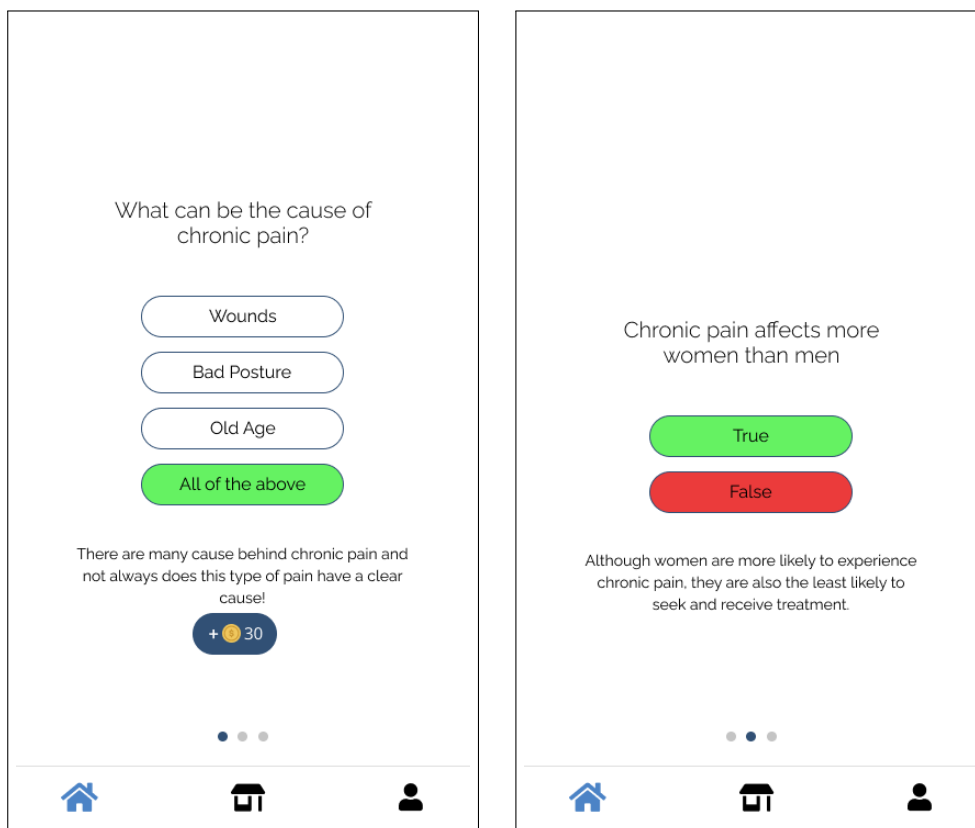 What can be the cause of
chronic pain?
Wounds
Bad Posture
Old Age
All of the above
There are many cause behind chronic pain and
not always does this type of pain have a clear
cause!
+ 30
Chronic pain affects more
women than men
True
False
Although women are more likely to experience
chronic pain, they are also the least likely to
seek and receive treatment.